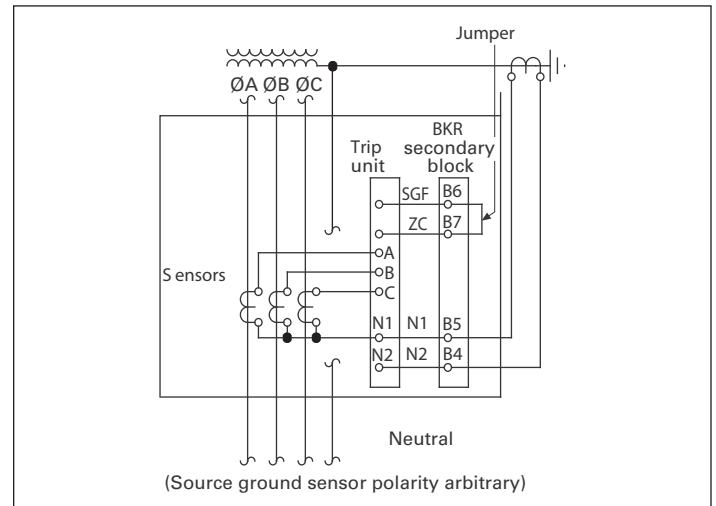 Jumper
ØA ØB ØC
BKR
Trip secondary
unit block
SGF B6
ZC B7
A
S ensors B
C
N1 N1 B5
N2 N2 B4
Neutral
(Source ground sensor polarity arbitrary)